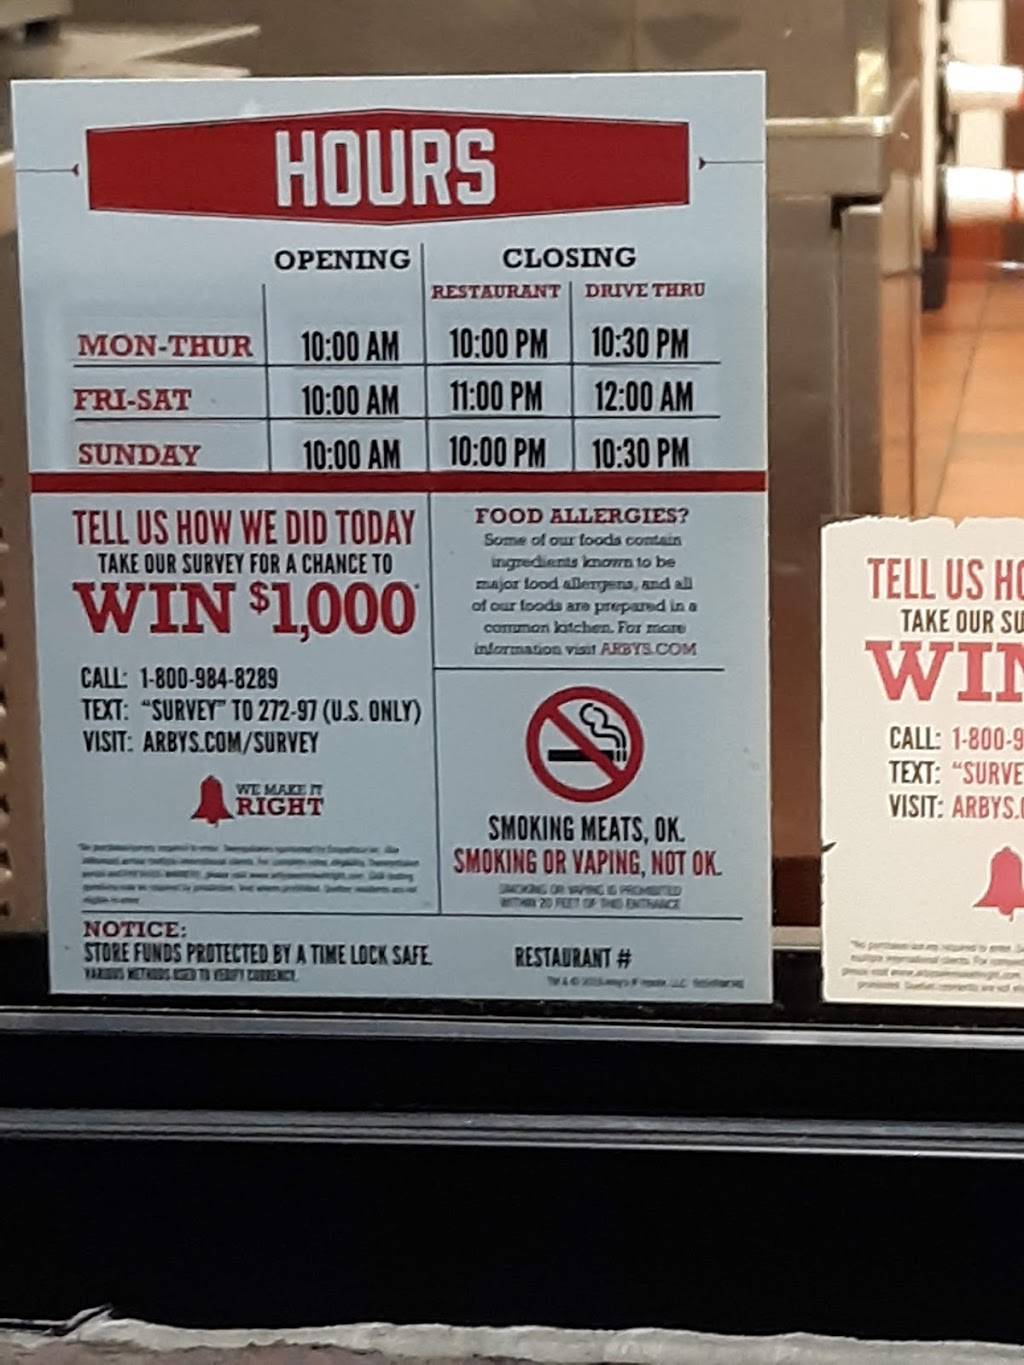 HOURS
OPENING CLOSING
RESTAURANT DRIVE THRU
MON-THUR 10:00 AM 10:00 PM 10:30 PM
FRI-SAT 10:00 AM 11:00 PM 12:00 AM
SUNDAY 10:00 AM 10:00 PM 10:30 PM
TELL US HOW WE DID TODAY
TAKE OUR SURVEY FOR A CHANCE TO
WIN $1,000*
CALL: 1-800-984-8289
TEXT: "SURVEY" TO 272-97 (U.S. ONLY)
VISIT: ARBYS.COM/SURVEY
WE MAKE IT
RIGHT
FOOD ALLERGIES?
Some of our foods contain
ingredients known to be
major food allergens, and all
of our foods are prepared in a
common kitchen. For more
information visit ARBYS.COM
SMOKING MEATS, OK.
SMOKING OR VAPING, NOT OK.
SMOKING OR VAPING IS PROHIBITED
WITHIN 20 FEET OF THIS ENTRANCE
NOTICE:
STORE FUNDS PROTECTED BY A TIME LOCK SAFE.
VARIOUS METHODS USED TO VERIFY CURRENCY.
RESTAURANT #
TELL US HO
TAKE OUR SU
WIN
CALL: 1-800-9
TEXT: "SURVE
VISIT: ARBYS.